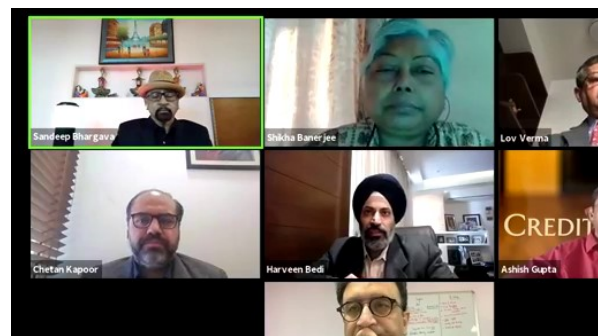 Sandeep Bhargava
Shikha Banerjee
Lov Verma
Chetan Kapoor
Harveen Bedi
Ashish Gupta
CREDIT